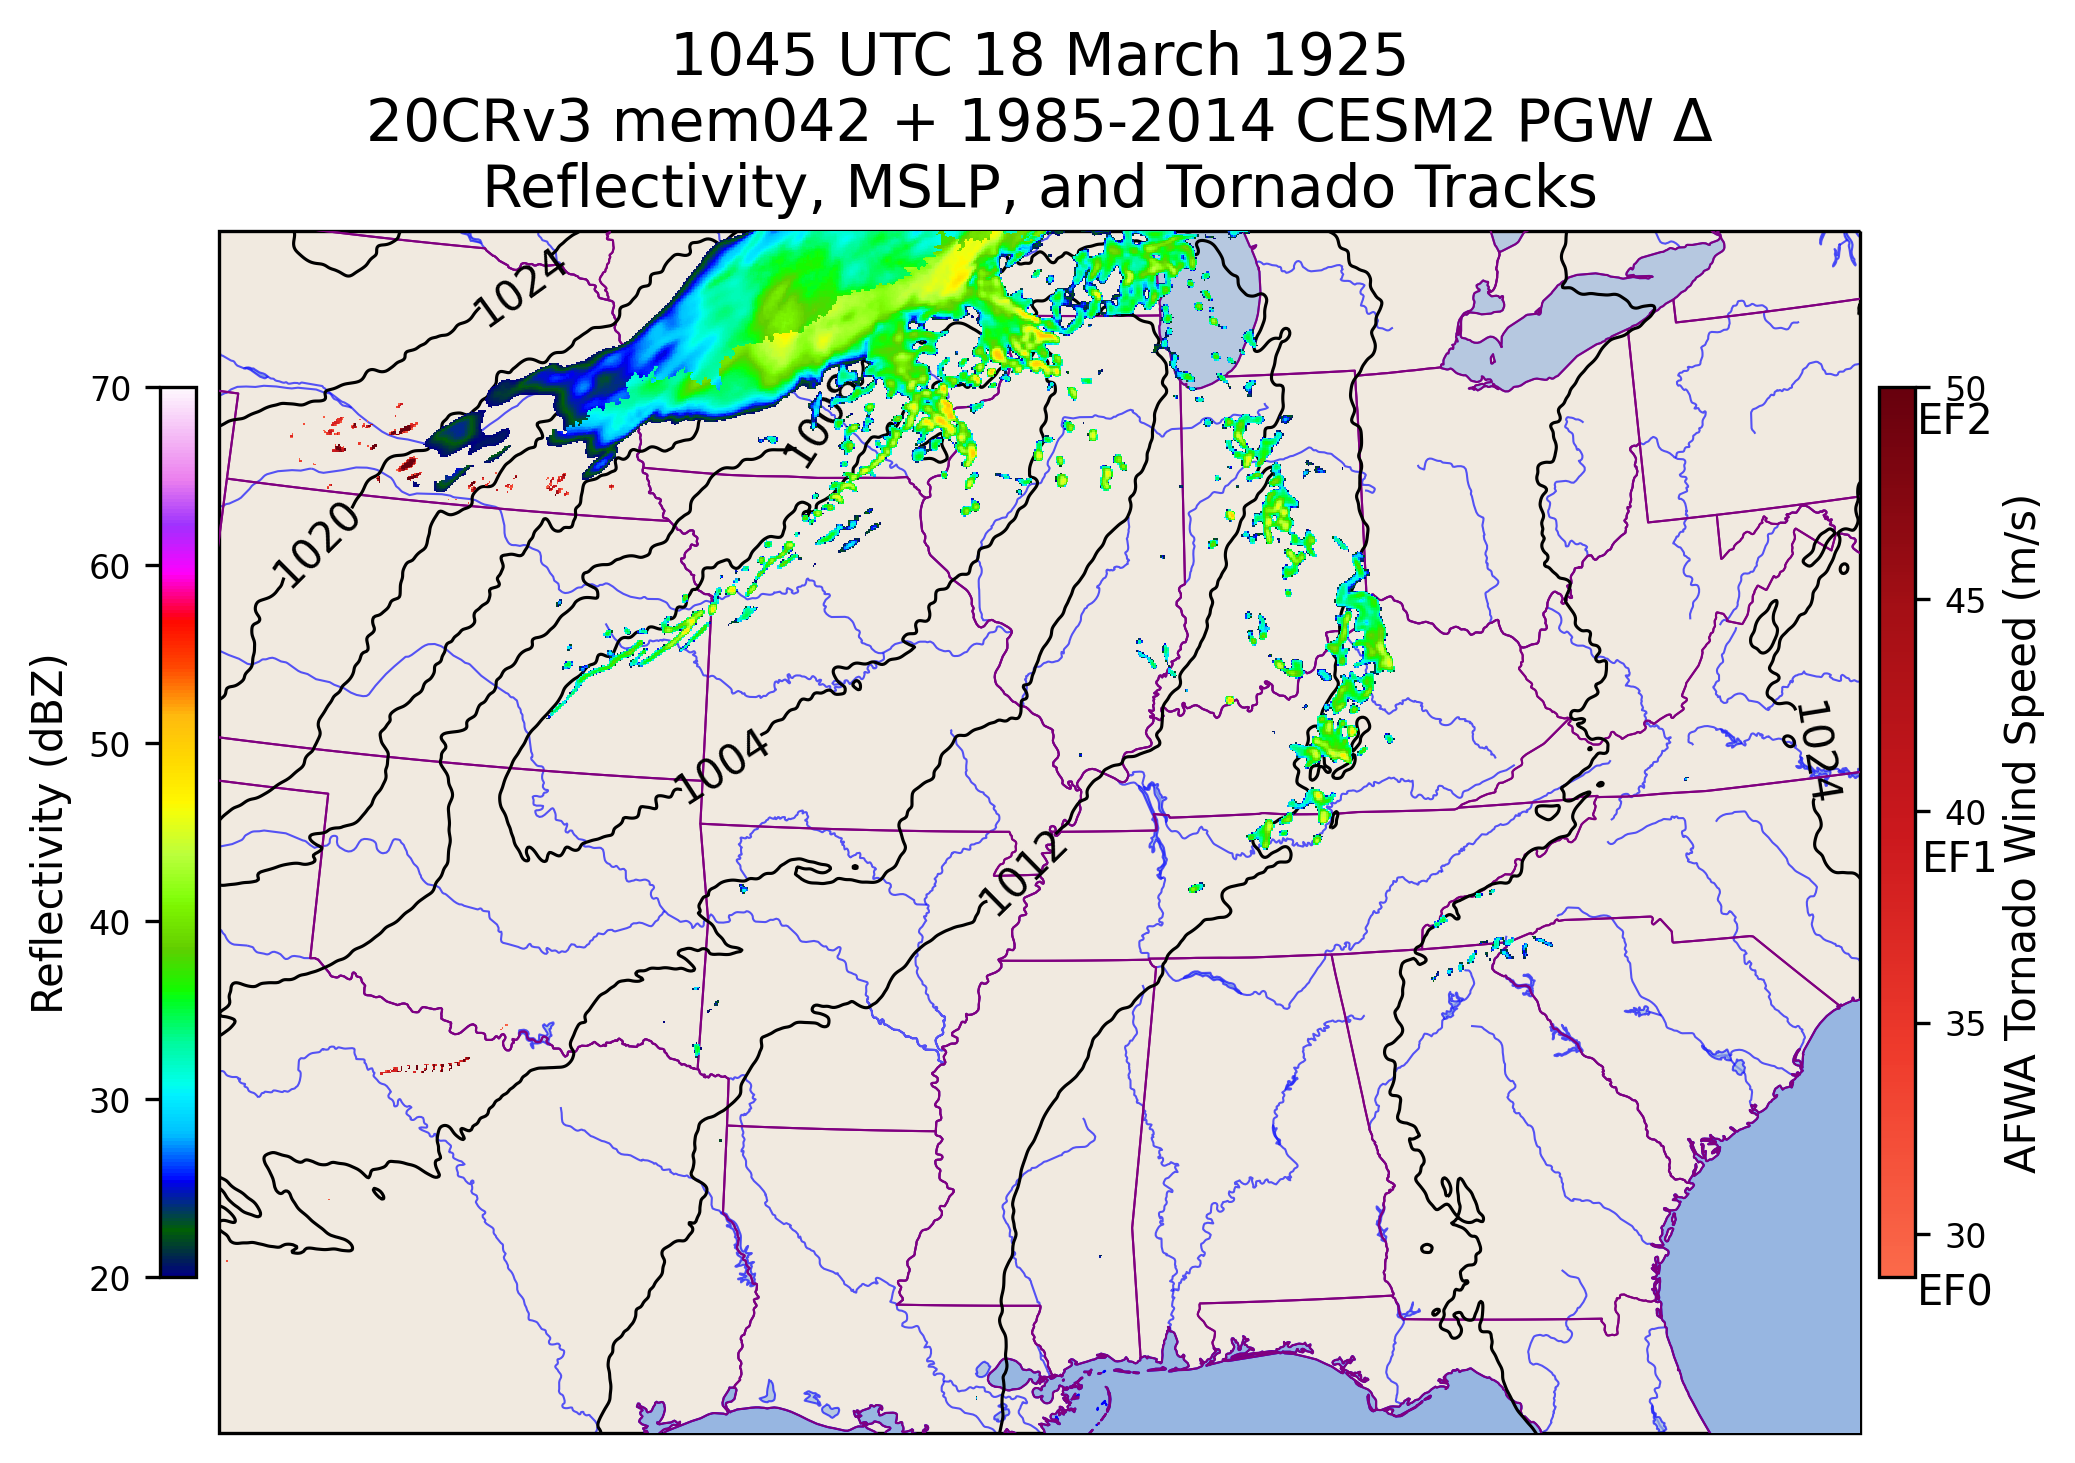 1045 UTC 18 March 1925
20CRv3 mem042 + 1985-2014 CESM2 PGW Δ
Reflectivity, MSLP, and Tornado Tracks
1024
1008
1020
1004
1012
1024
70
60
50
40
30
20
Reflectivity (dBZ)
50
EF2
45
40
EF1
35
30
EF0
AFWA Tornado Wind Speed (m/s)